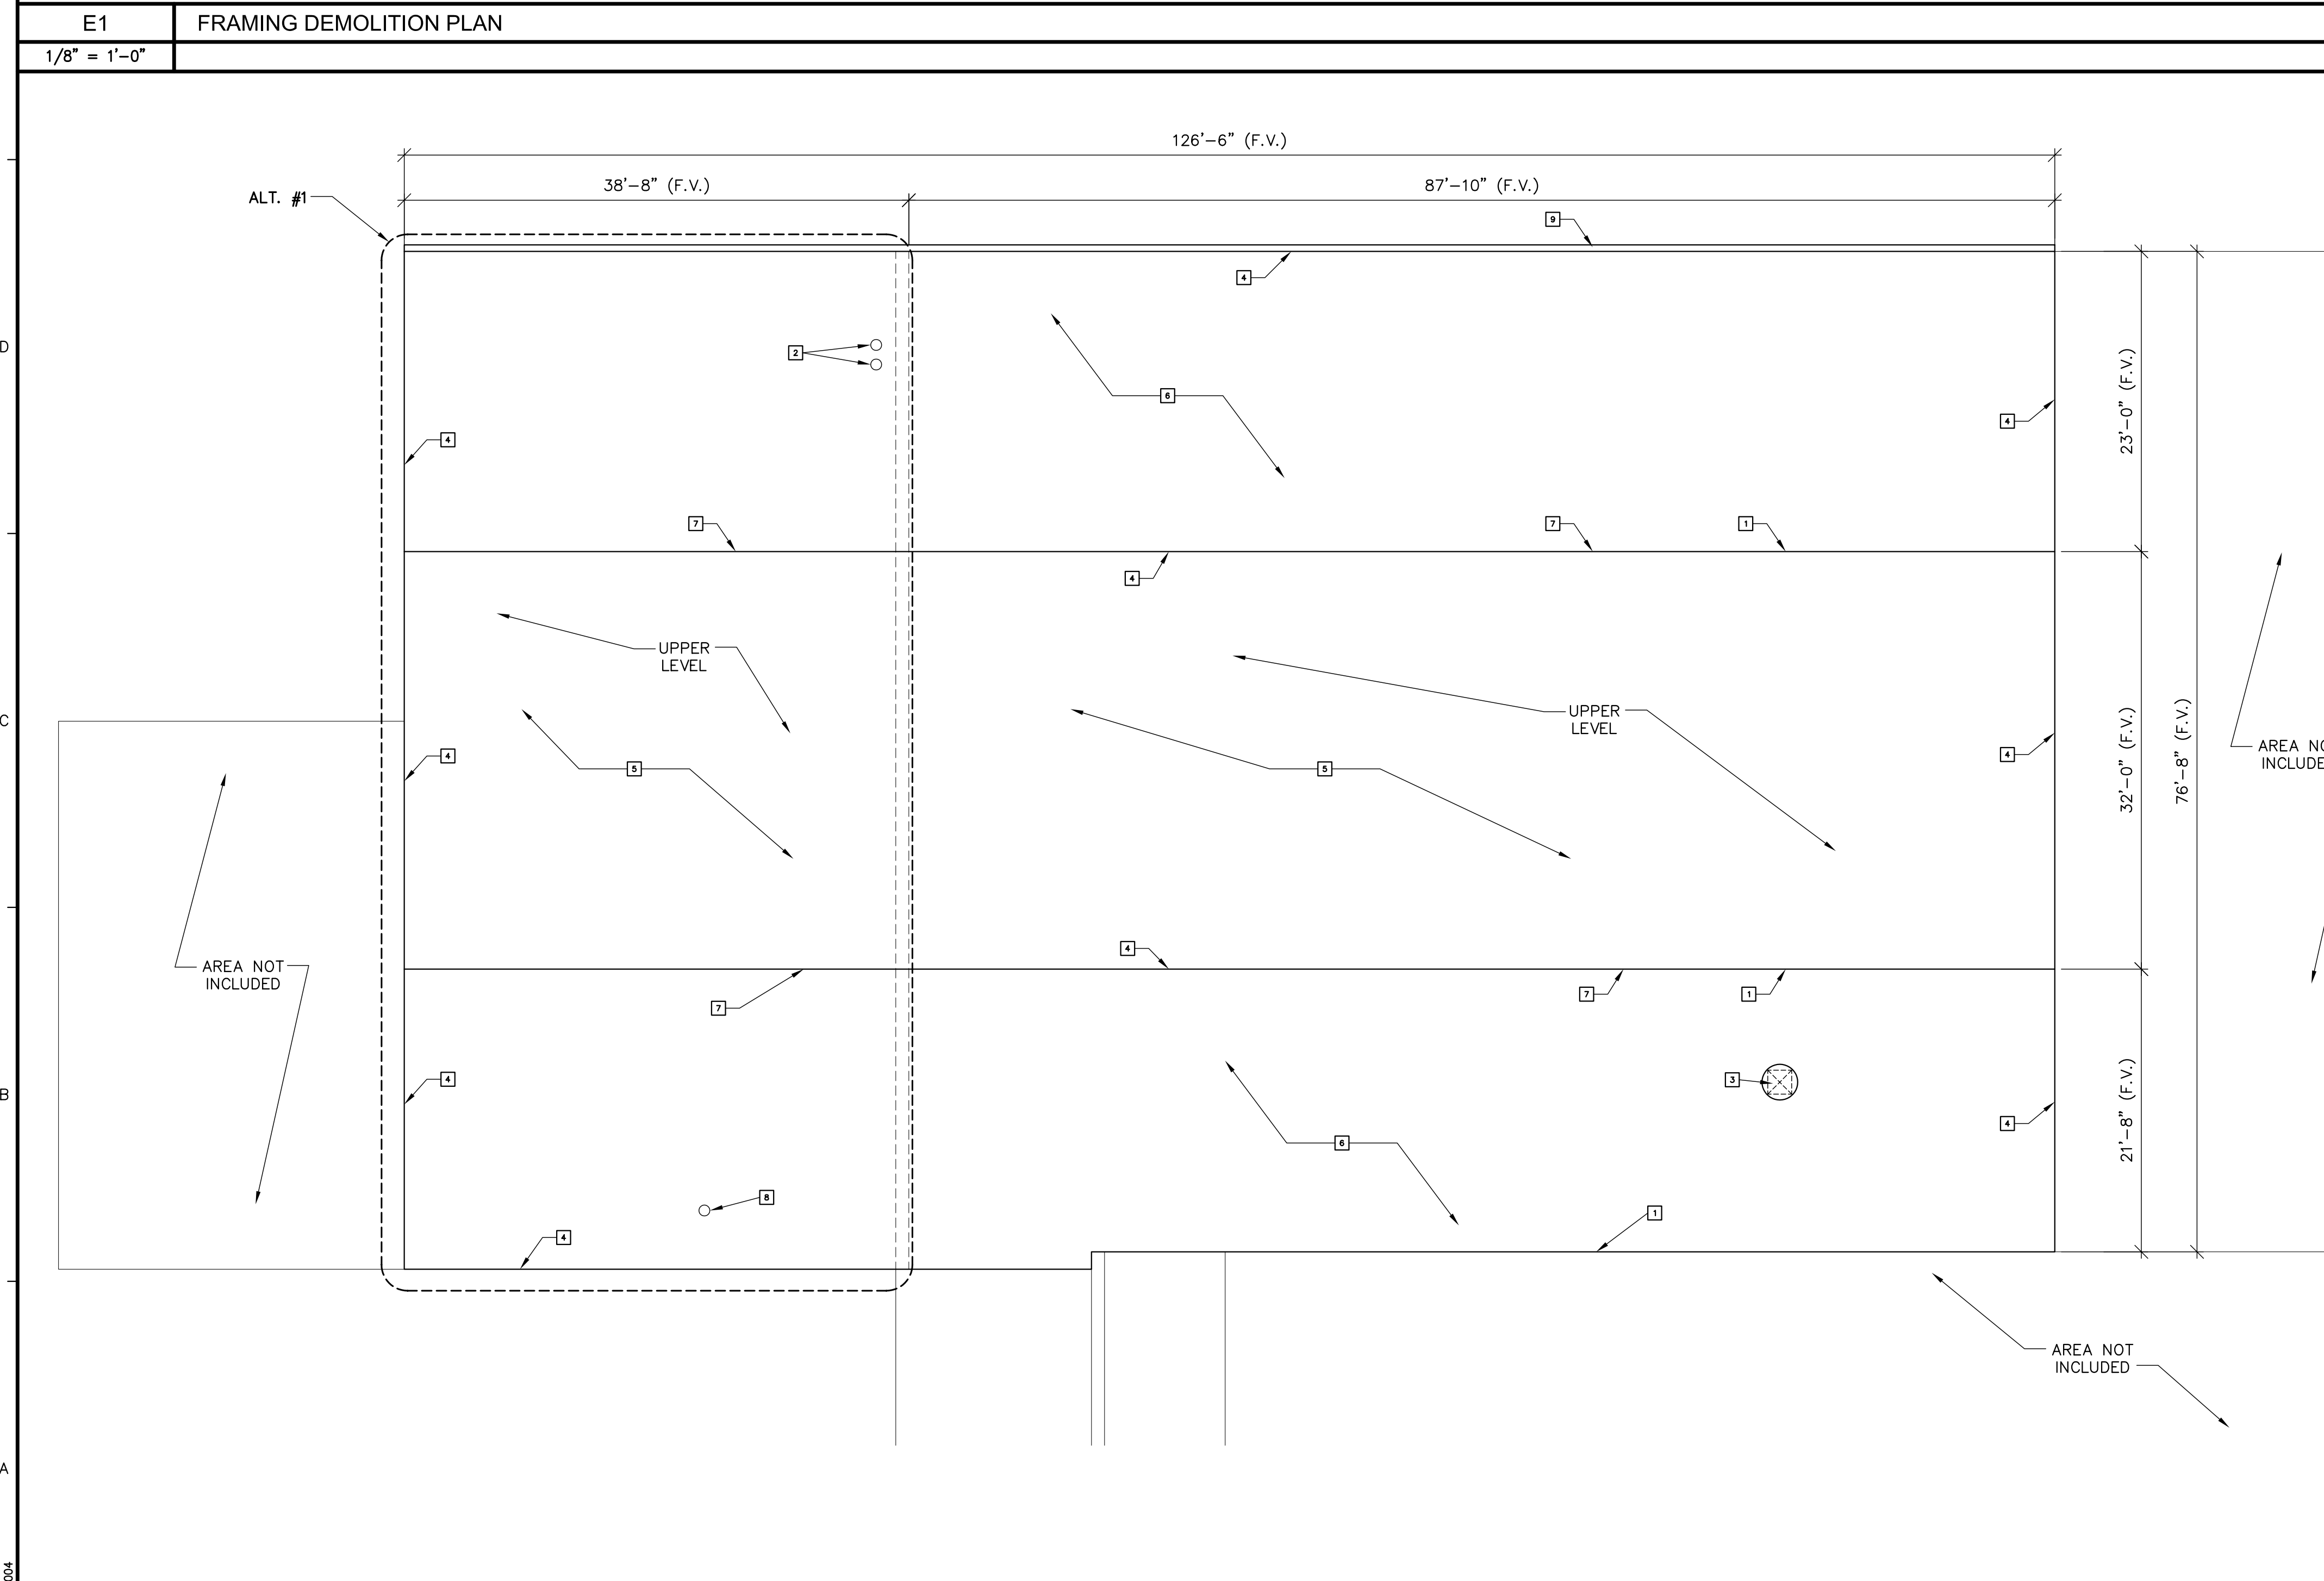 E1
FRAMING DEMOLITION PLAN
1/8" = 1'-0"
126'-6" (F.V.)
38'-8" (F.V.)
87'-10" (F.V.)
ALT. #1
9
4
2
D
6
23'-0" (F.V.)
4
4
7
7
1
4
UPPER
LEVEL
UPPER
LEVEL
C
32'-0" (F.V.)
76'-8" (F.V.)
4
4
AREA NO
INCLUDE
5
5
4
AREA NOT
INCLUDED
7
7
1
4
3
B
21'-8" (F.V.)
4
6
8
1
4
AREA NOT
INCLUDED
A
004